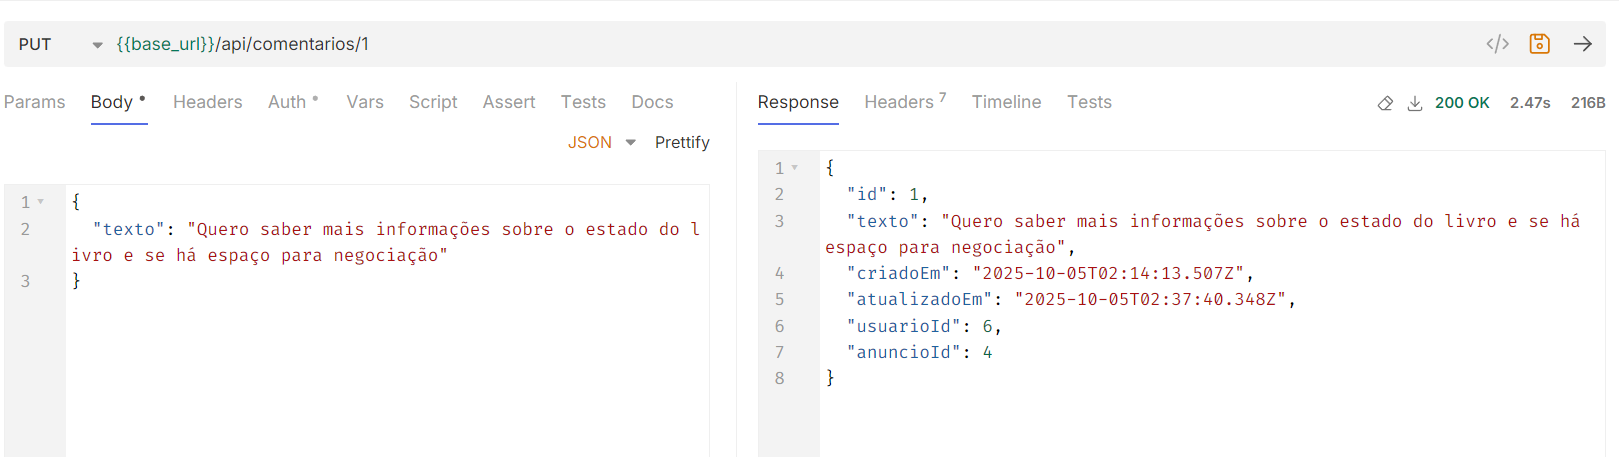 PUT {{base_url}}/api/comentarios/1
Params Body Headers Auth Vars Script Assert Tests Docs
JSON Prettify
1 {
2 "texto": "Quero saber mais informações sobre o estado do l
ivro e se há espaço para negociação"
3 }
Response Headers 7 Timeline Tests 200 OK 2.47s 216B
1 {
2 "id": 1,
3 "texto": "Quero saber mais informações sobre o estado do livro e se há
espaço para negociação",
4 "criadoEm": "2025-10-05T02:14:13.507Z",
5 "atualizadoEm": "2025-10-05T02:37:40.348Z",
6 "usuarioId": 6,
7 "anuncioId": 4
8 }